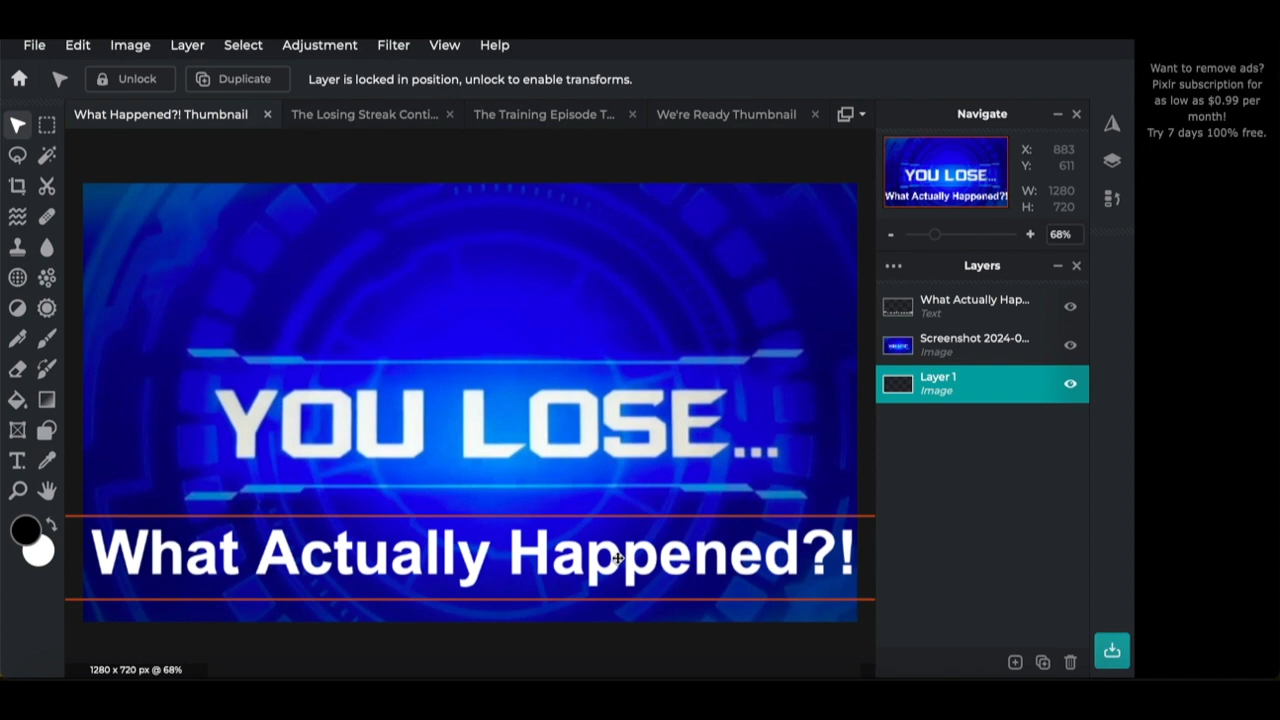 File Edit Image Layer Select Adjustment Filter View Help
Unlock Duplicate Layer is locked in position, unlock to enable transforms.
What Happened?! Thumbnail The Losing Streak Conti... The Training Episode T... We're Ready Thumbnail
YOU LOSE...
What Actually Happened?!
1280 x 720 px @ 68%
Navigate
YOU LOSE...
What Actually Happened?!
X: 883
Y: 611
W: 1280
H: 720
- + 68%
Layers
What Actually Hap...
Text
Screenshot 2024-0...
Image
Layer 1
Image
Want to remove ads?
Pixlr subscription for
as low as $0.99 per
month!
Try 7 days 100% free.